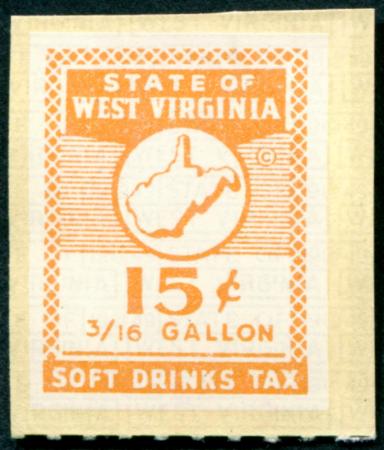 STATE OF
WEST VIRGINIA
©
15¢
3/16 GALLON
SOFT DRINKS TAX